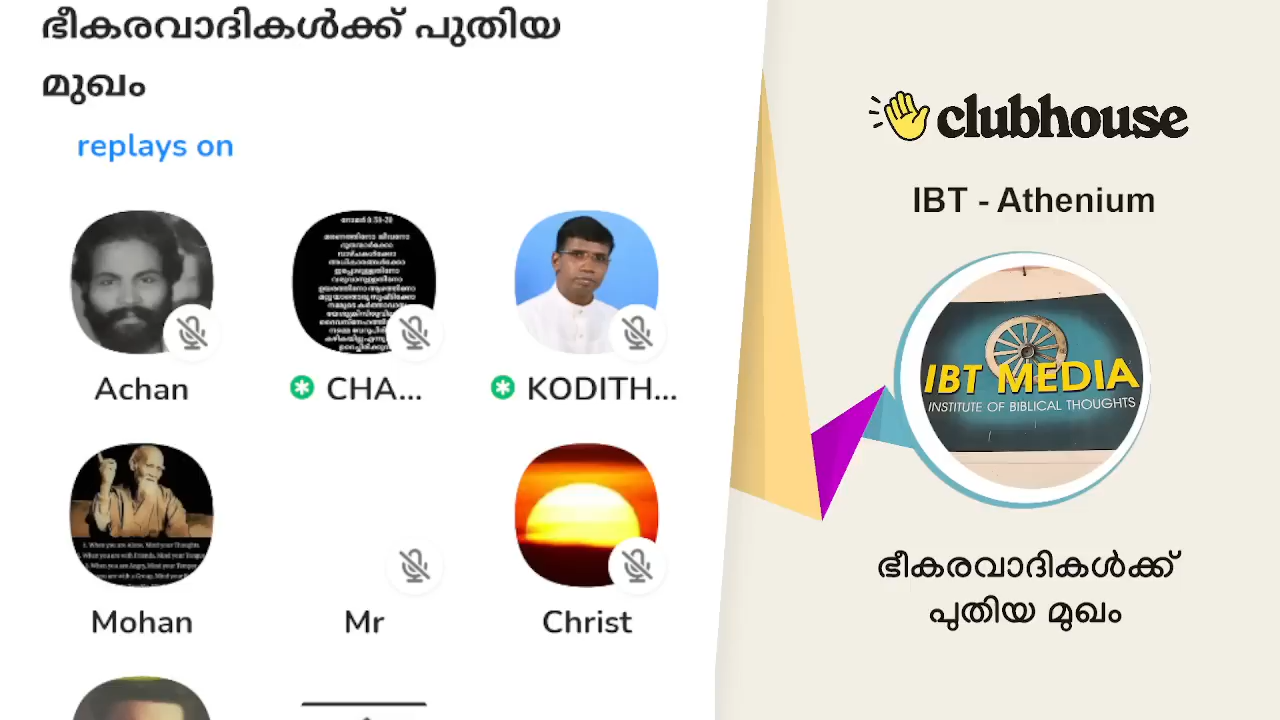 ഭീകരവാദികൾക്ക് പുതിയ
മുഖം
replays on
Achan
CHA...
KODITH...
Mohan
Mr
Christ
clubhouse
IBT - Athenium
IBT MEDIA
INSTITUTE OF BIBLICAL THOUGHTS
ഭീകരവാദികൾക്ക്
പുതിയ മുഖം